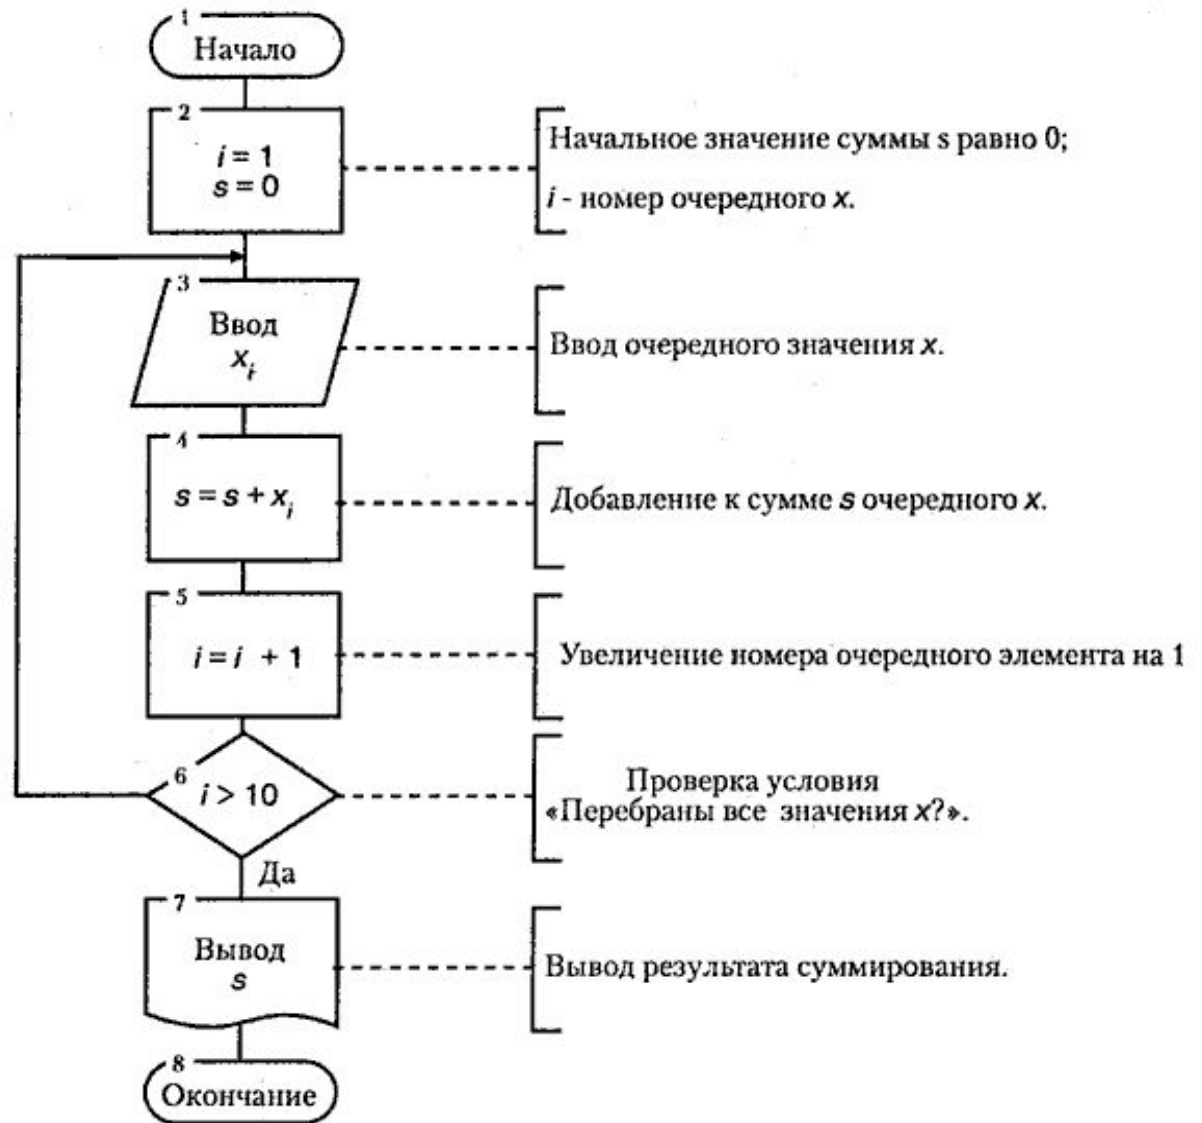 1
Начало
2
i = 1
s = 0
Начальное значение суммы s равно 0;
i - номер очередного x.
3
Ввод
xᵢ
Ввод очередного значения x.
4
s = s + xᵢ
Добавление к сумме s очередного x.
5
i = i + 1
Увеличение номера очередного элемента на 1
6
i > 10
Проверка условия
«Перебраны все значения x?».
Да
7
Вывод
s
Вывод результата суммирования.
8
Окончание